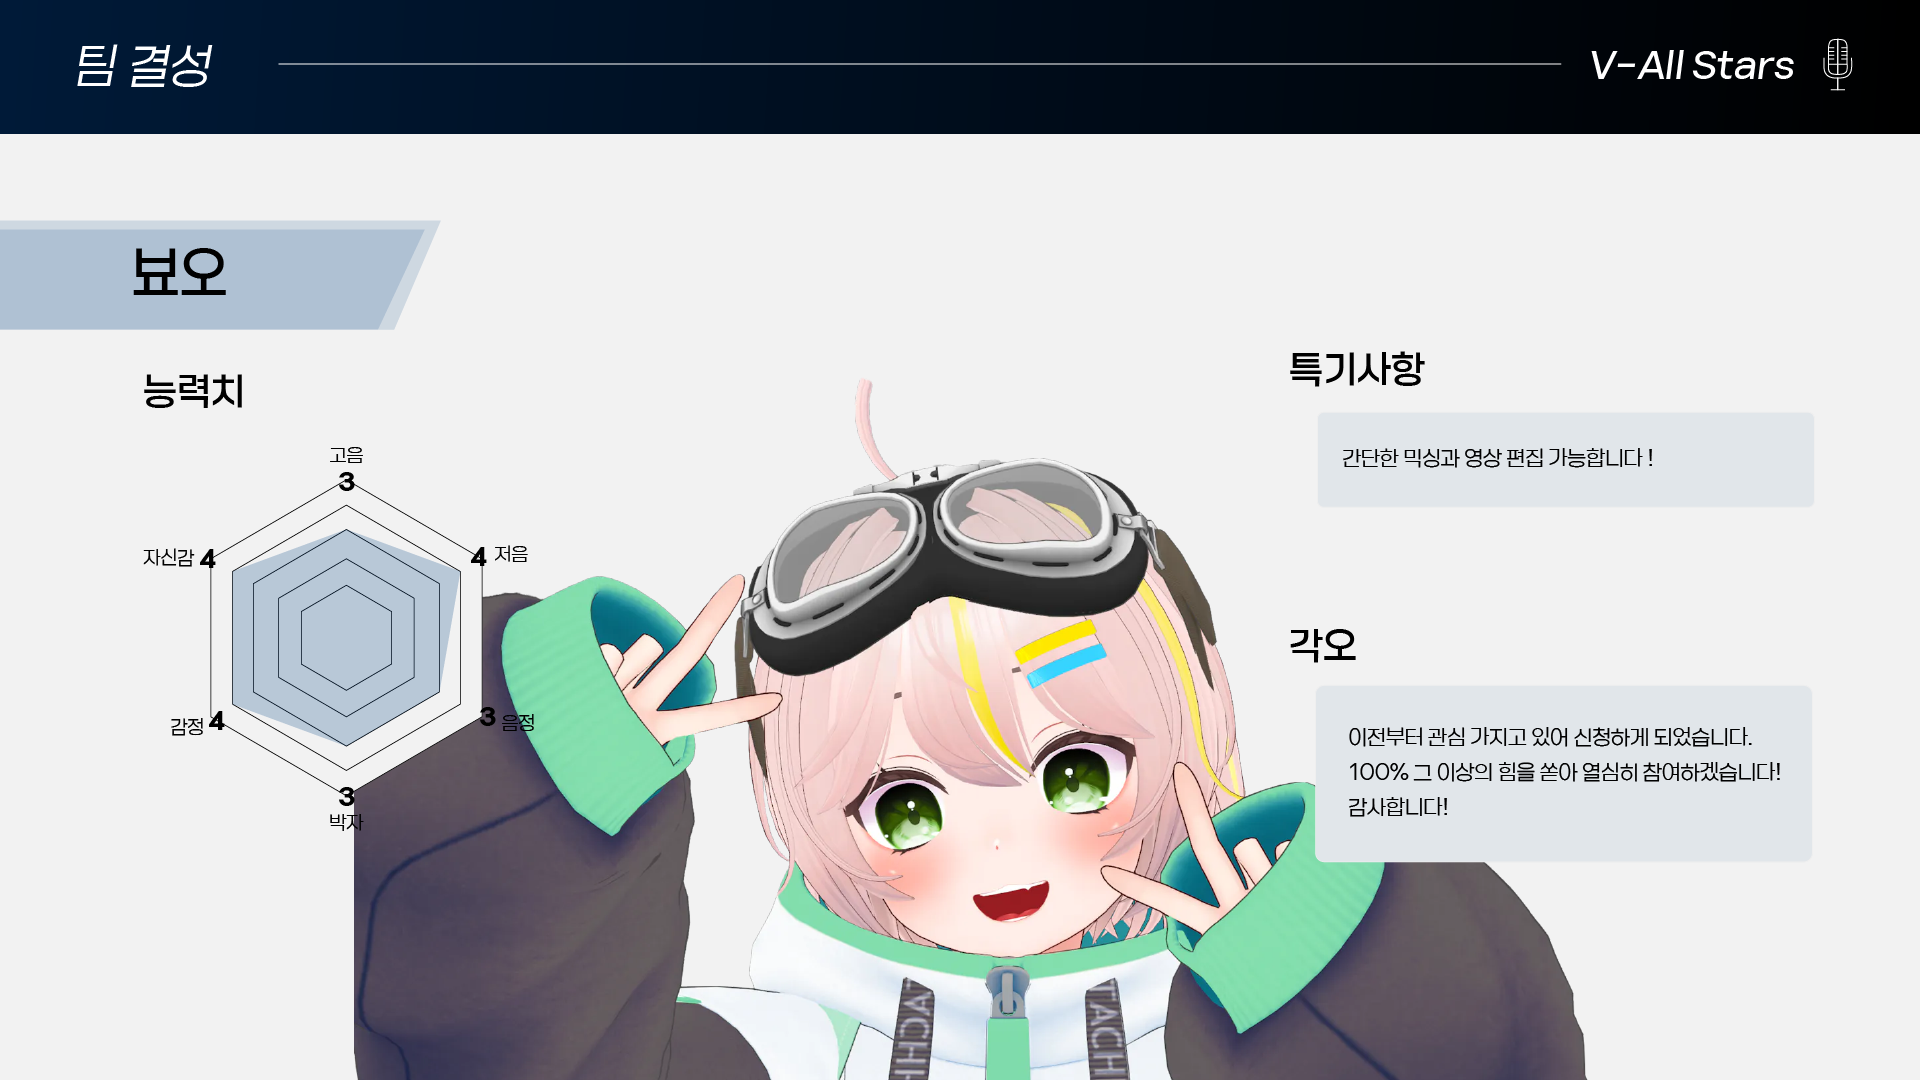 팀 결성
V-All Stars
뵤오
능력치
고음
3
자신감 4
4 저음
감정 4
3 음정
3
박자
특기사항
간단한 믹싱과 영상 편집 가능합니다 !
각오
이전부터 관심 가지고 있어 신청하게 되었습니다.
100% 그 이상의 힘을 쏟아 열심히 참여하겠습니다!
감사합니다!
TACHI
TACHI